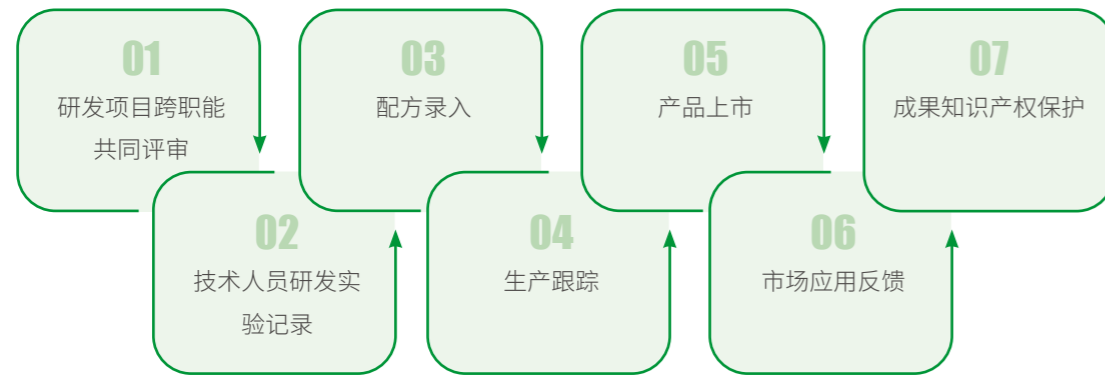 01
研发项目跨职能
共同评审
02
技术人员研发实
验记录
03
配方录入
04
生产跟踪
05
产品上市
06
市场应用反馈
07
成果知识产权保护